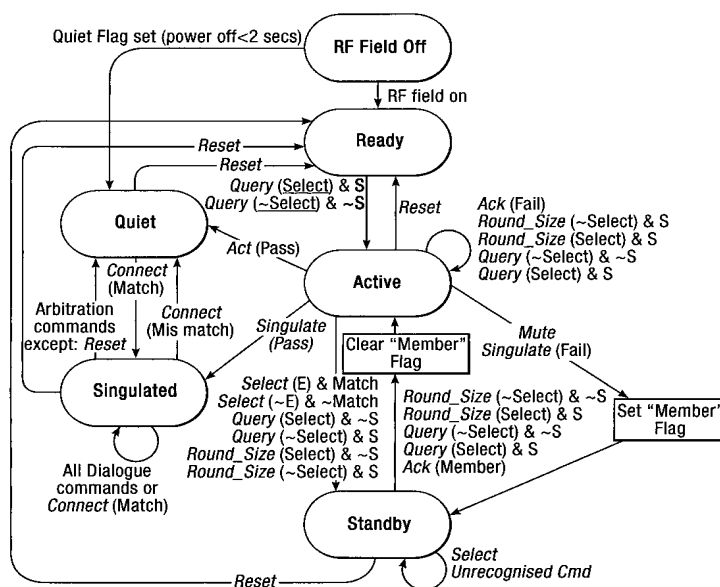 Quiet Flag set (power off<2 secs)
RF Field Off
RF field on
Reset
Ready
Reset
Query (Select) & S
Query (~Select) & ~S
Reset
Quiet
Act (Pass)
Ack (Fail)
Round_Size (~Select) & S
Round_Size (Select) & S
Query (~Select) & ~S
Query (Select) & S
Active
Connect
(Match)
Arbitration
commands
except: Reset
Connect
(Mis match)
Singulate
(Pass)
Clear "Member"
Flag
Mute
Singulate (Fail)
Singulated
Select (E) & Match
Select (~E) & ~Match
Query (Select) & ~S
Query (~Select) & S
Round_Size (Select) & ~S
Round_Size (~Select) & S
Round_Size (~Select) & ~S
Round_Size (Select) & S
Query (~Select) & ~S
Query (Select) & S
Ack (Member)
Set "Member"
Flag
All Dialogue
commands or
Connect (Match)
Standby
Select
Unrecognised Cmd
Reset